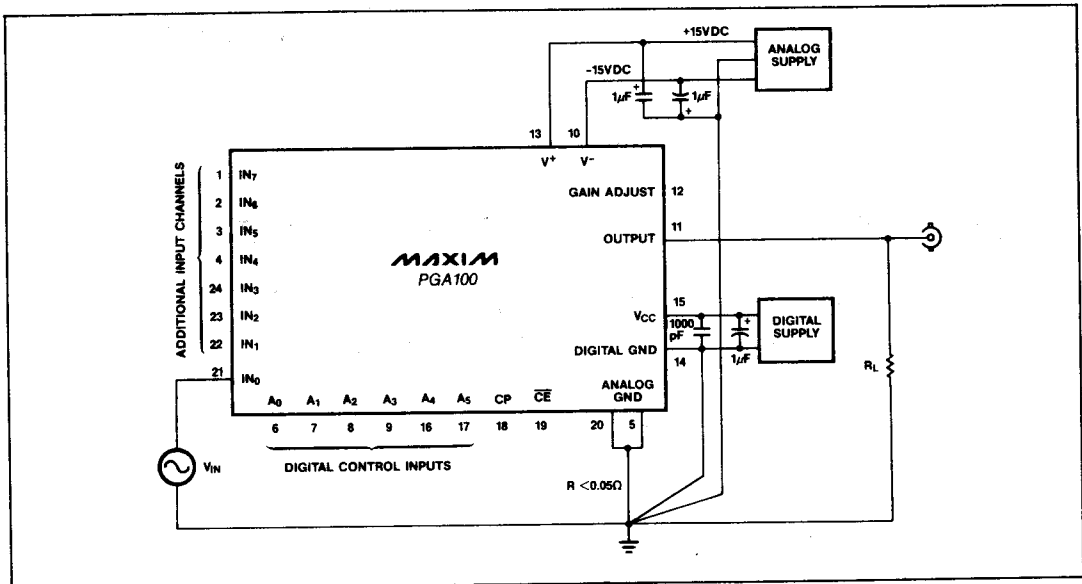 +15VDC
ANALOG
SUPPLY
-15VDC
1µF
+
1µF
+
13
10
V+
V-
ADDITIONAL INPUT CHANNELS
1 IN7
2 IN6
3 IN5
4 IN4
24 IN3
23 IN2
22 IN1
21 IN0
GAIN ADJUST 12
OUTPUT 11
MAXIM
PGA100
VCC 15
1000
pF
+
1µF
DIGITAL
SUPPLY
DIGITAL GND 14
ANALOG
GND
RL
A0 A1 A2 A3 A4 A5 CP CE
6 7 8 9 16 17 18 19 20 5
DIGITAL CONTROL INPUTS
VIN
R <0.05Ω